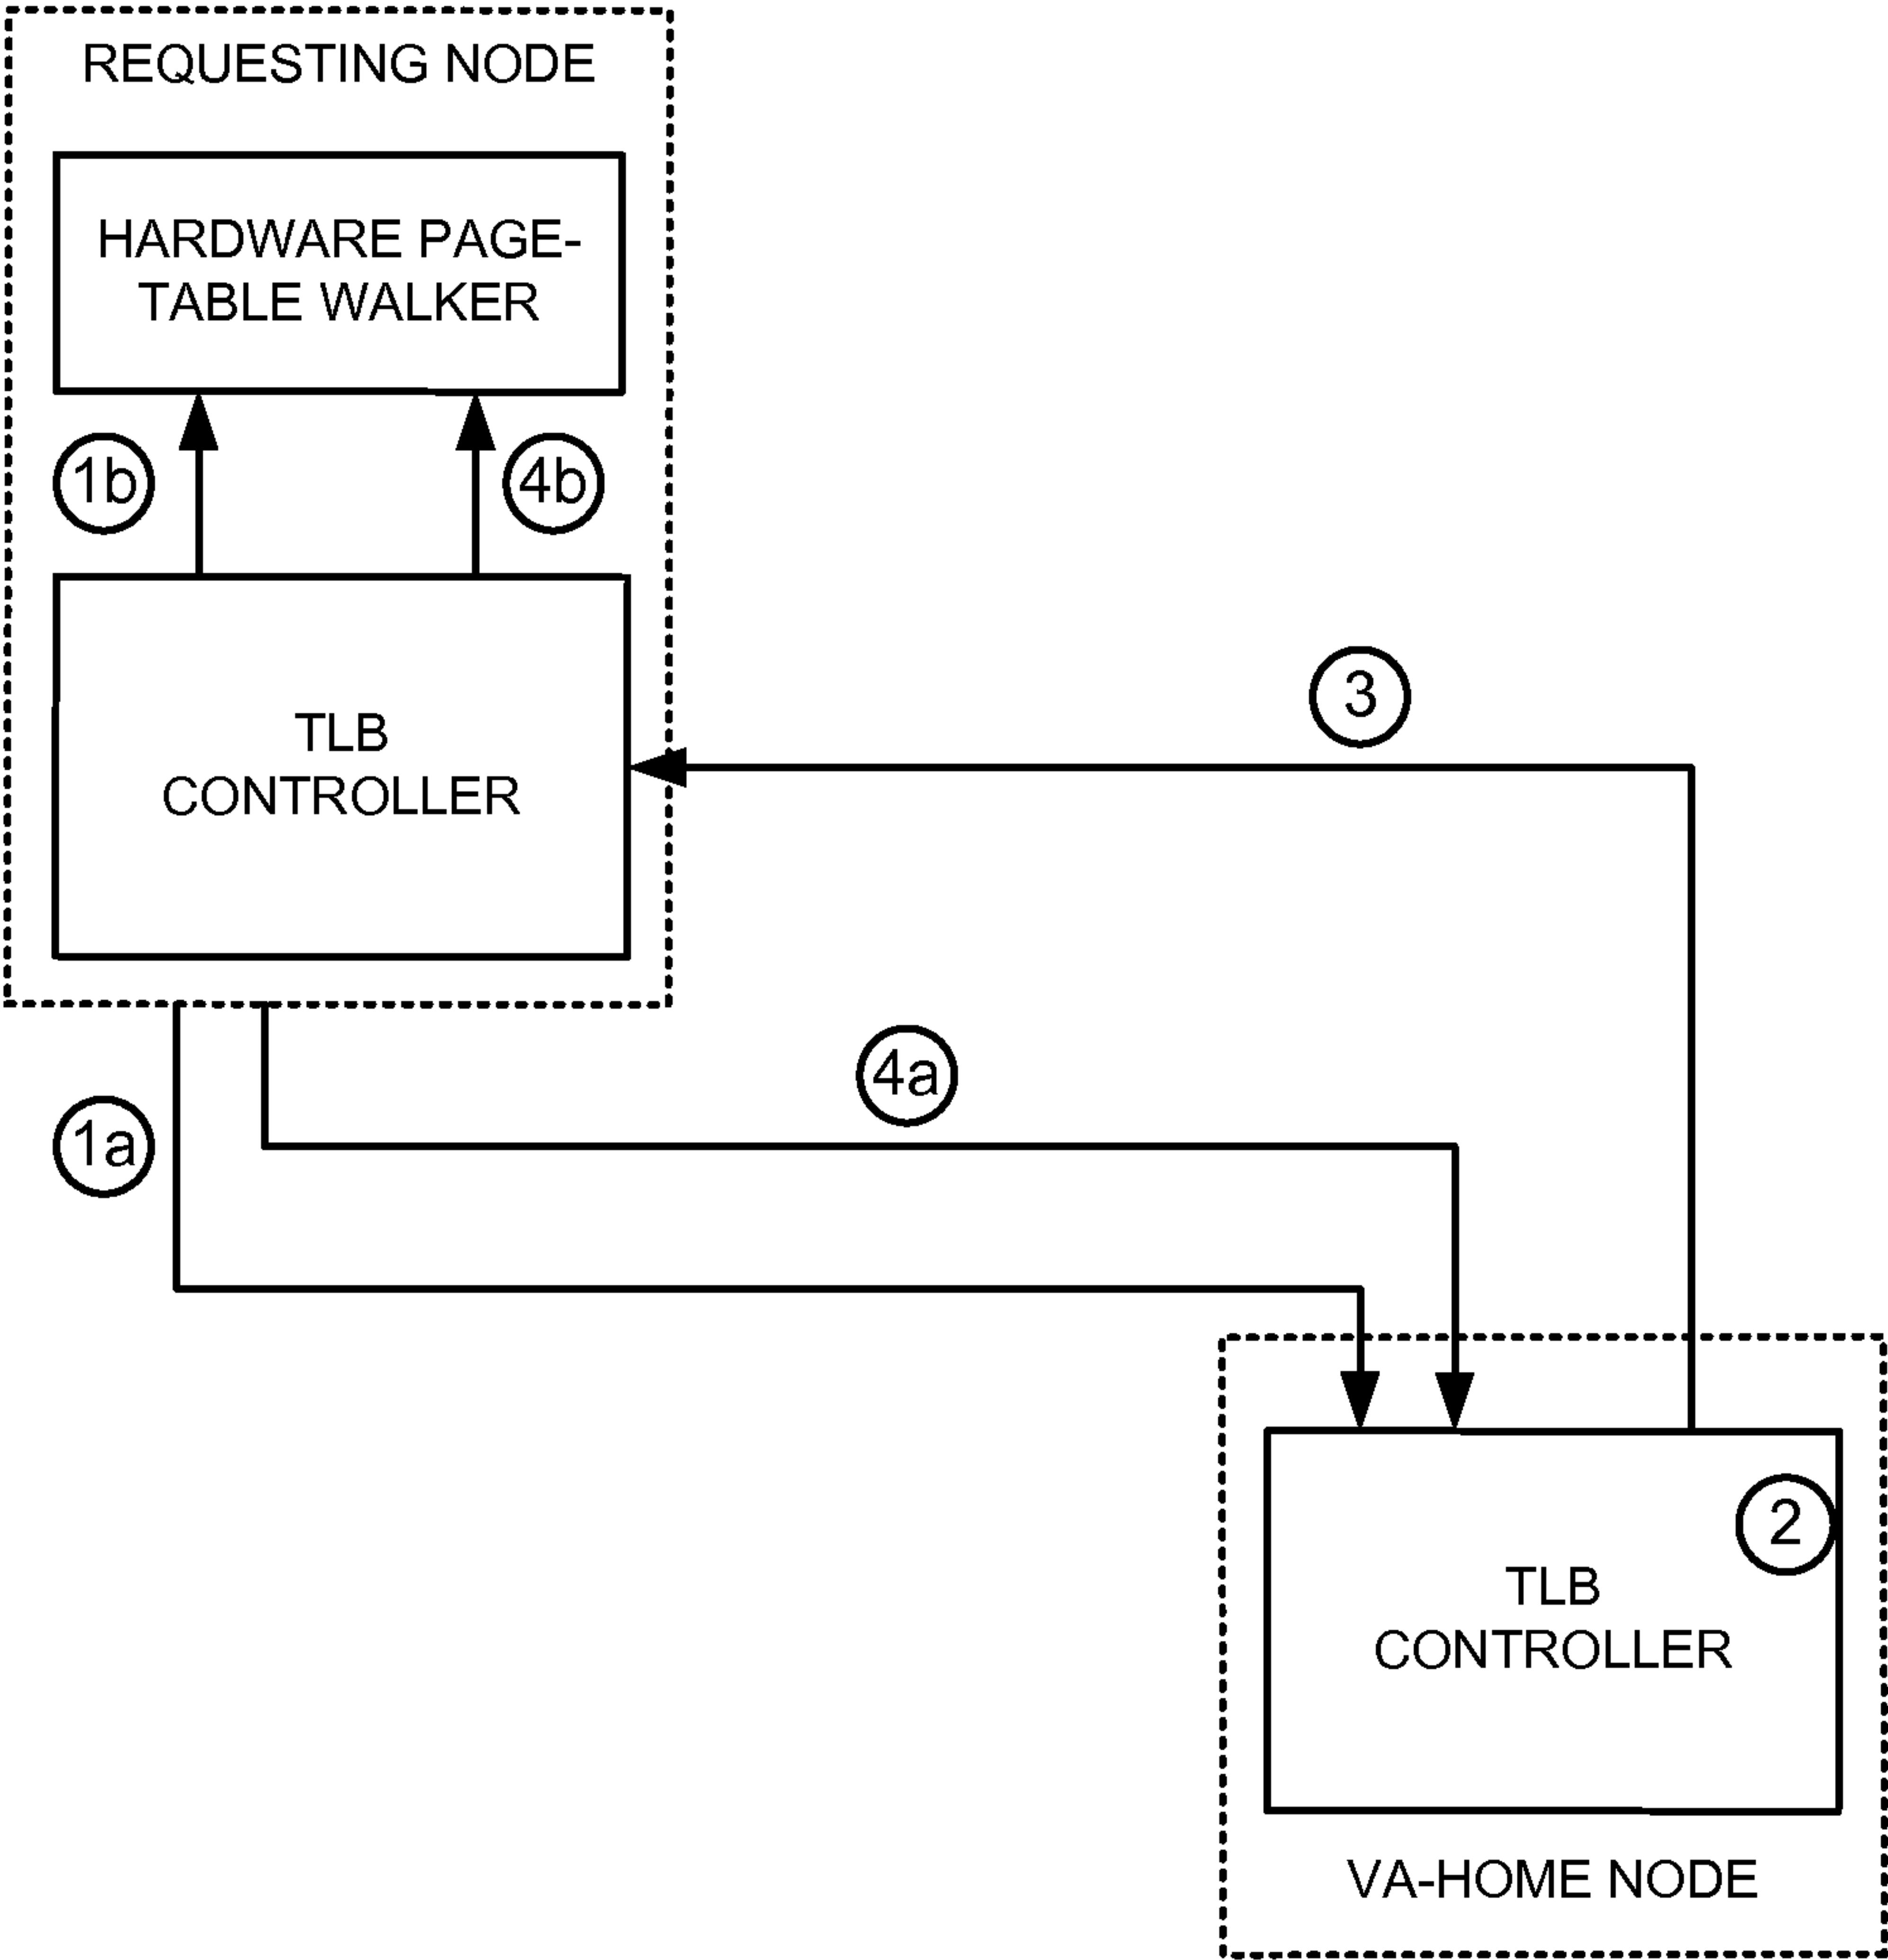 REQUESTING NODE
HARDWARE PAGE-
TABLE WALKER
1b
4b
TLB
CONTROLLER
3
4a
1a
2
TLB
CONTROLLER
VA-HOME NODE